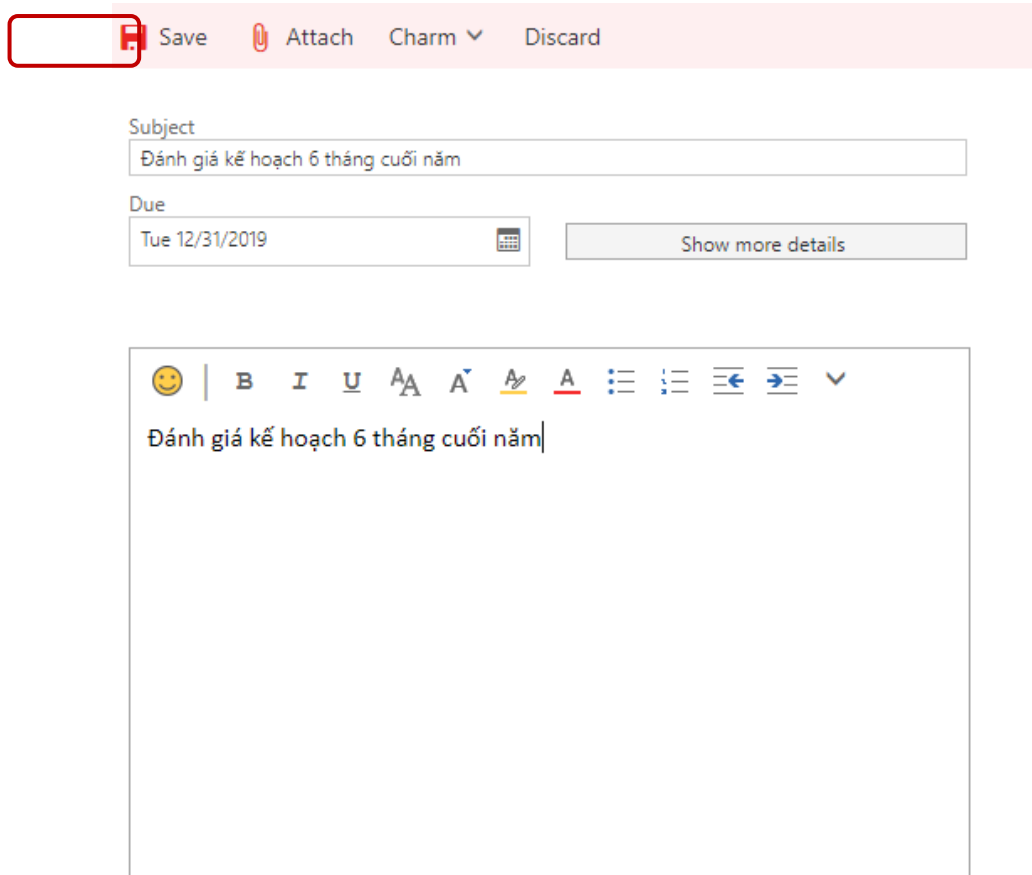 Save Attach Charm Discard
Subject
Đánh giá kế hoạch 6 tháng cuối năm
Due
Tue 12/31/2019
Show more details
B I U AA A A A
Đánh giá kế hoạch 6 tháng cuối năm